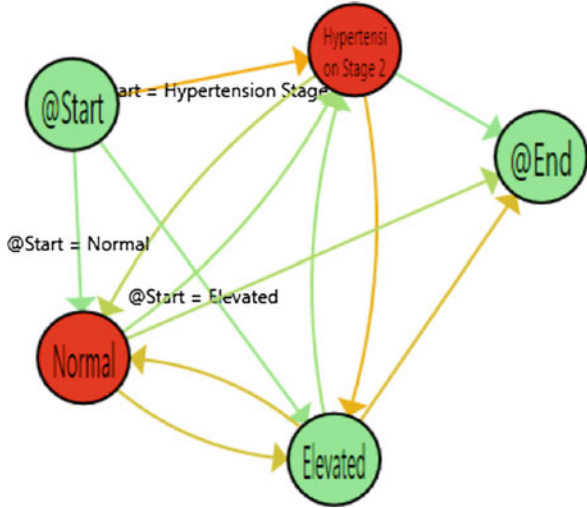 Hypertensi
on Stage 2
@Start
art = Hypertension Stage
@End
@Start = Normal
@Start = Elevated
Normal
Elevated